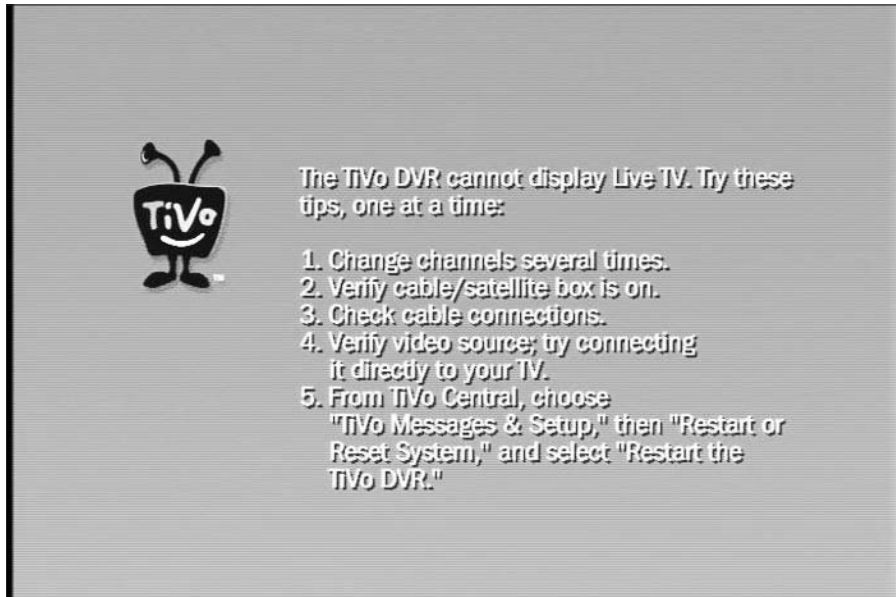 TiVo
The TiVo DVR cannot display Live TV. Try these
tips, one at a time:
1. Change channels several times.
2. Verify cable/satellite box is on.
3. Check cable connections.
4. Verify video source; try connecting
it directly to your TV.
5. From TiVo Central, choose
"TiVo Messages & Setup," then "Restart or
Reset System," and select "Restart the
TiVo DVR."